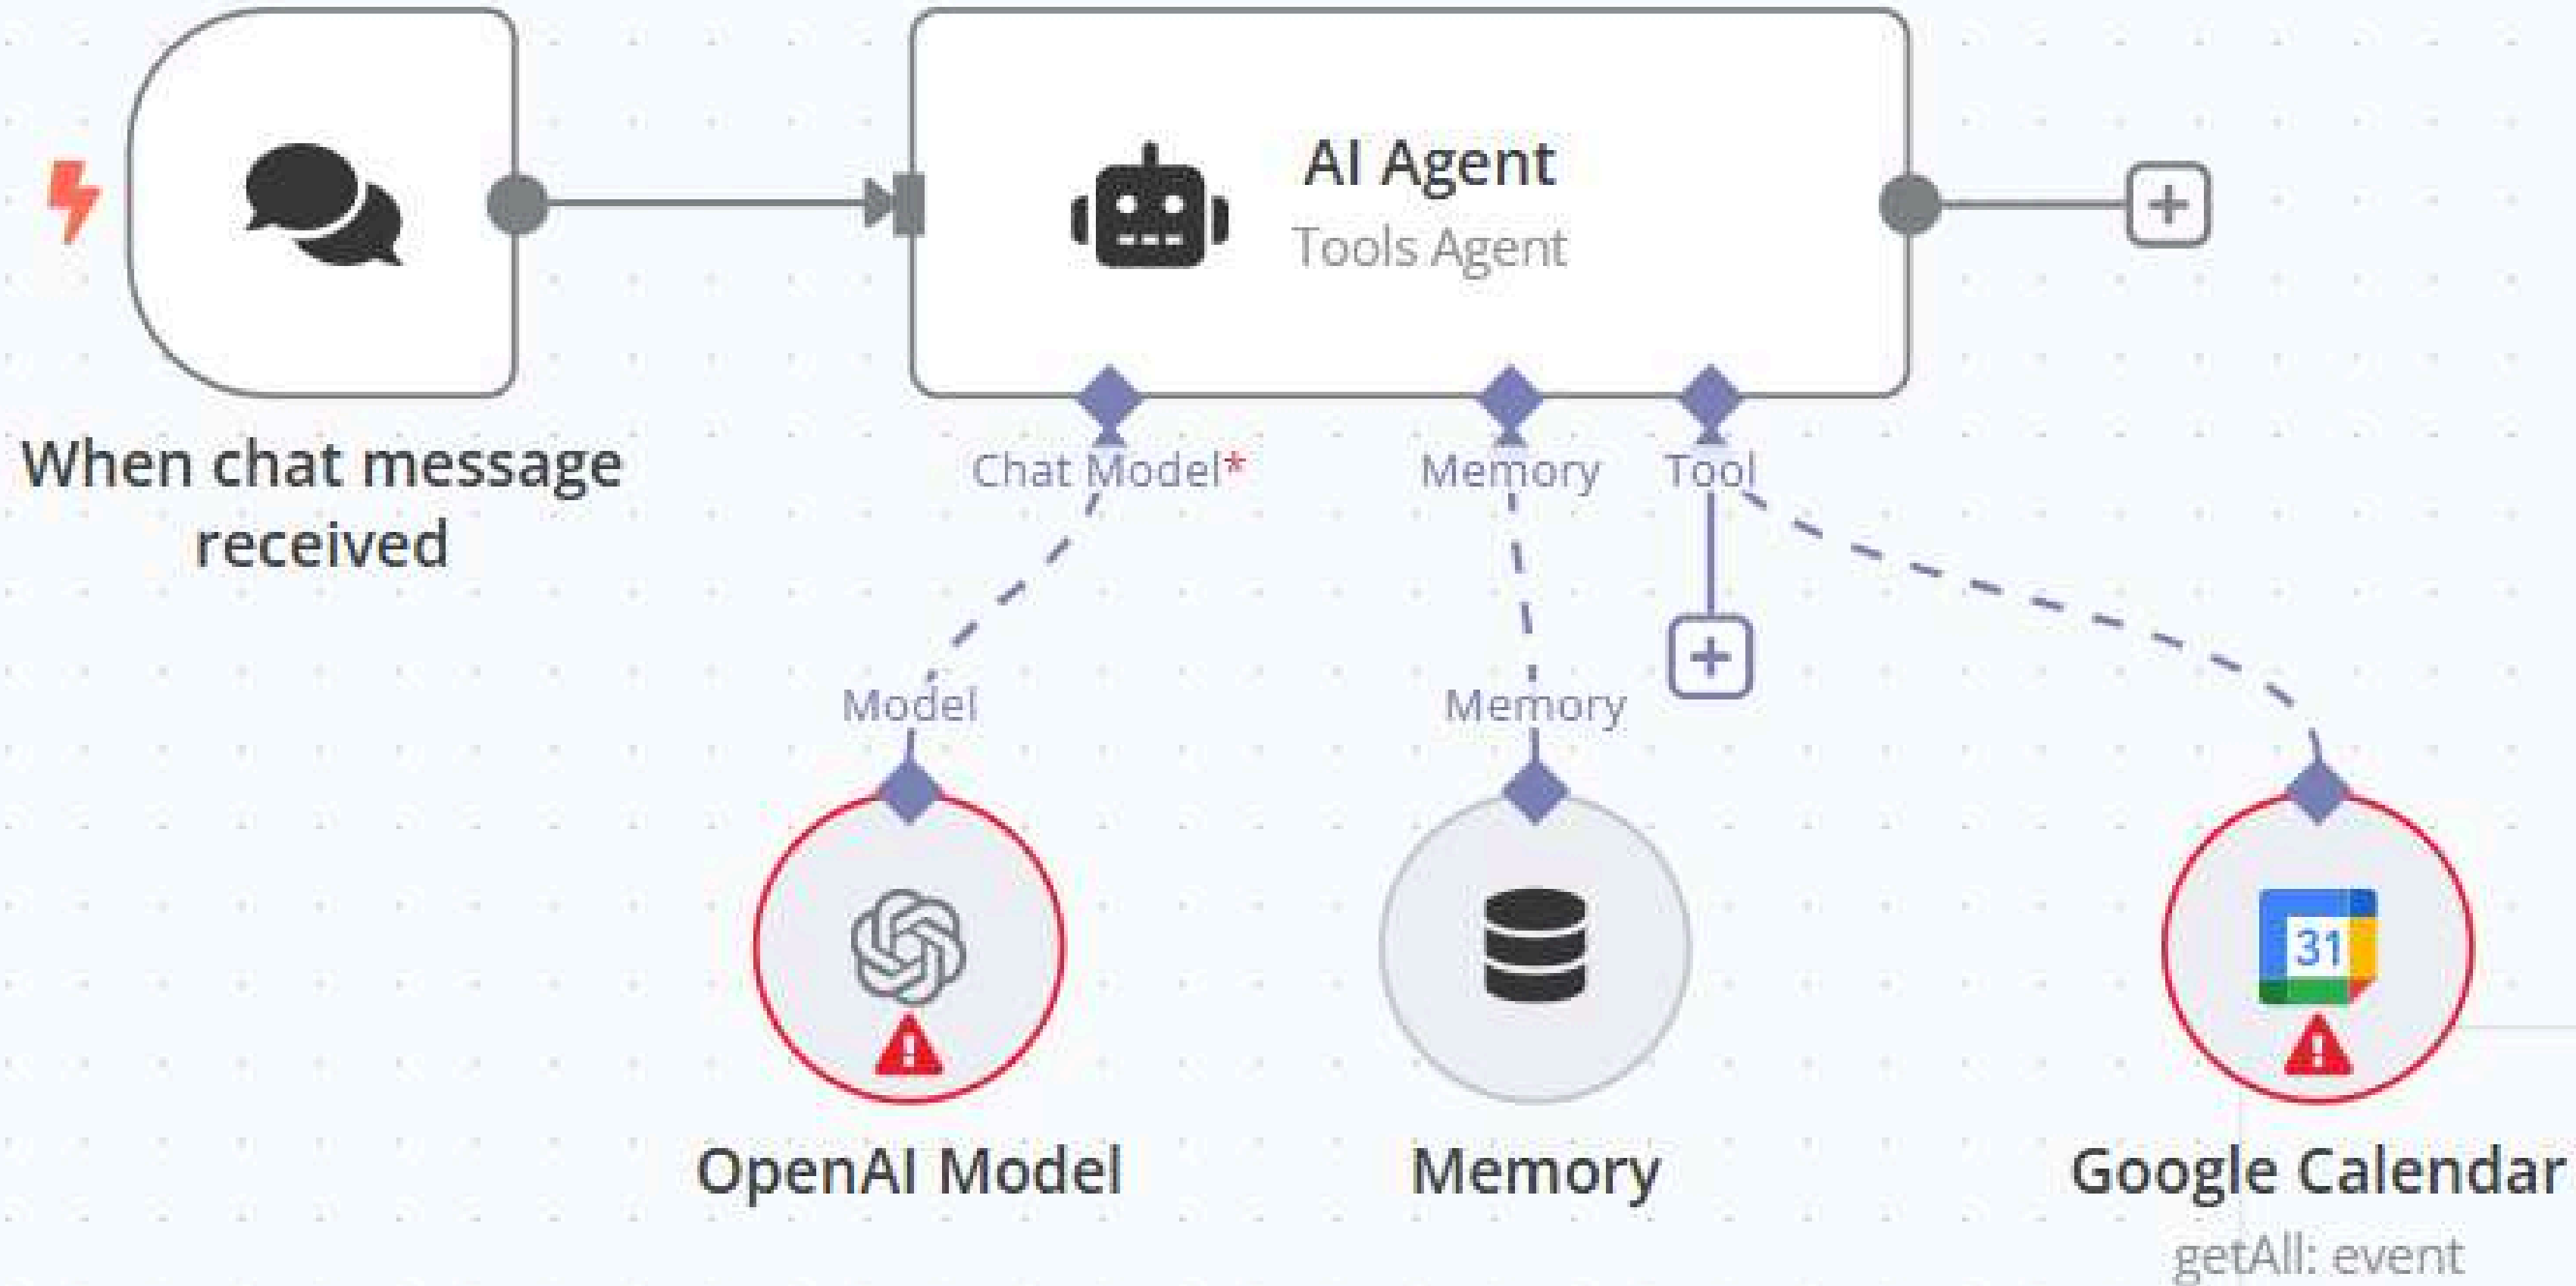 AI Agent
Tools Agent
When chat message
received
Chat Model*
Memory
Tool
Model
Memory
31
OpenAI Model
Memory
Google Calendar
getAll: event